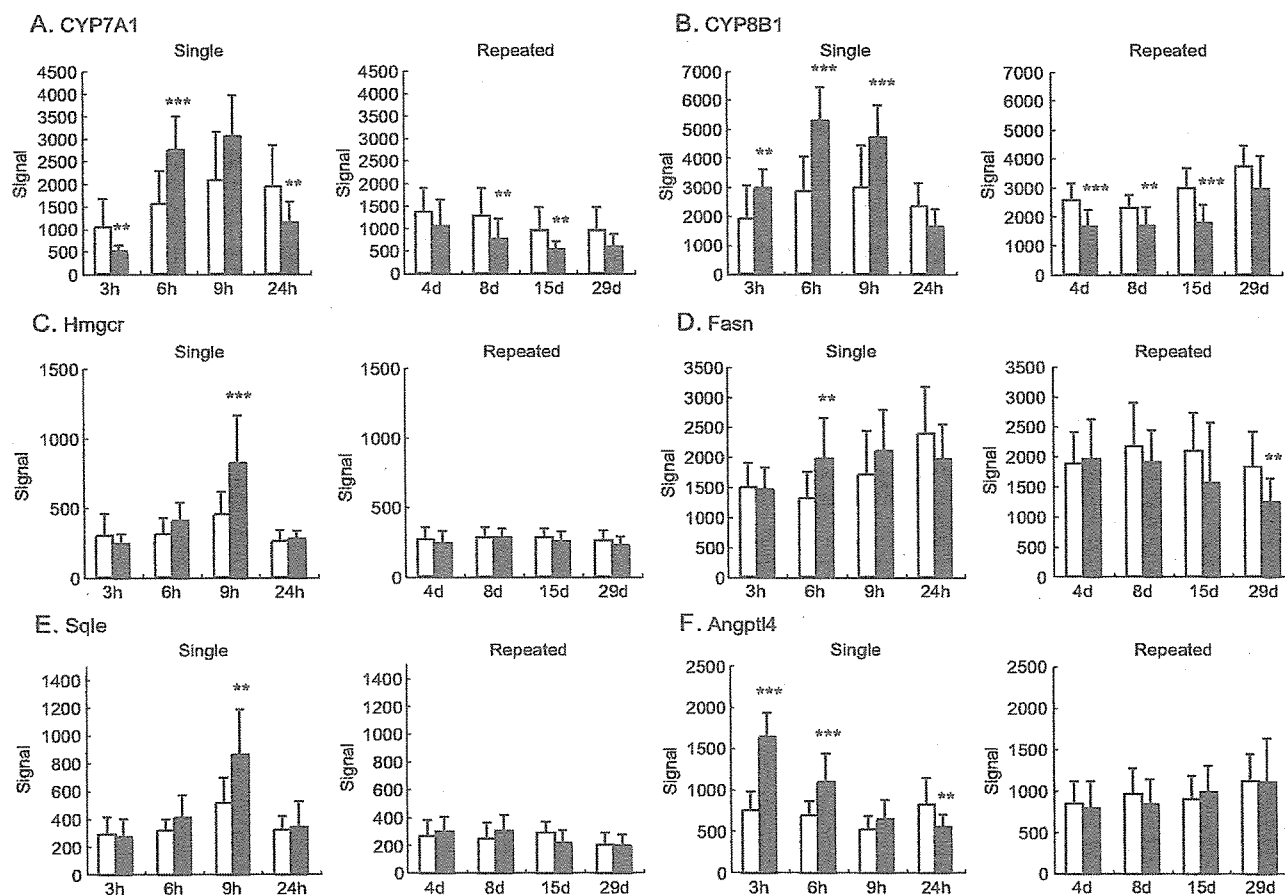 A. CYP7A1
Single
Repeated
Signal
4500
4000
3500
3000
2500
2000
1500
1000
500
0
***
**
**
3h 6h 9h 24h
4500
4000
3500
3000
2500
2000
1500
1000
500
0
**
**
4d 8d 15d 29d
B. CYP8B1
Single
Repeated
Signal
7000
6000
5000
4000
3000
2000
1000
0
**
***
***
3h 6h 9h 24h
7000
6000
5000
4000
3000
2000
1000
0
***
**
***
4d 8d 15d 29d
C. Hmgcr
Single
Repeated
Signal
1500
1000
500
0
***
3h 6h 9h 24h
1500
1000
500
0
4d 8d 15d 29d
D. Fasn
Single
Repeated
Signal
3500
3000
2500
2000
1500
1000
500
0
**
3h 6h 9h 24h
3500
3000
2500
2000
1500
1000
500
0
**
4d 8d 15d 29d
E. Sqle
Single
Repeated
Signal
1400
1200
1000
800
600
400
200
0
**
3h 6h 9h 24h
1400
1200
1000
800
600
400
200
0
4d 8d 15d 29d
F. Angptl4
Single
Repeated
Signal
2500
2000
1500
1000
500
0
***
***
**
3h 6h 9h 24h
2500
2000
1500
1000
500
0
4d 8d 15d 29d